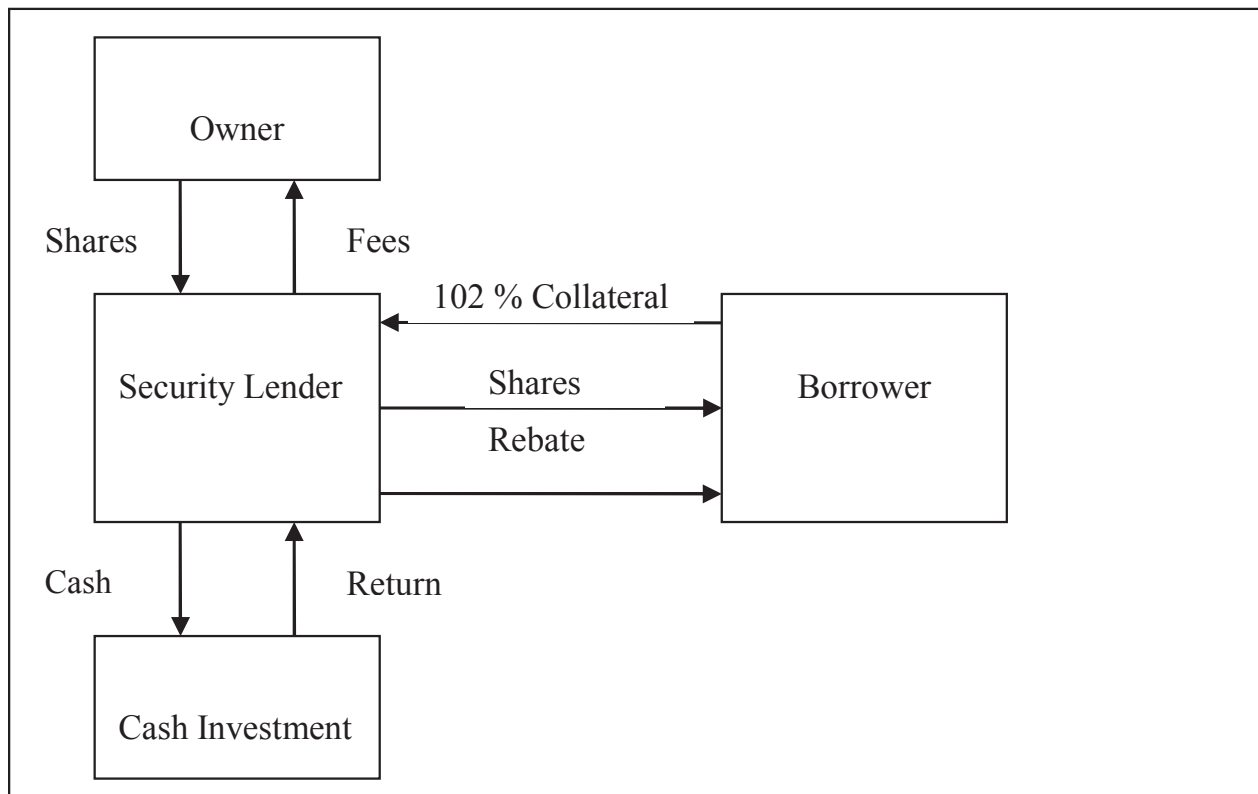 Owner
Shares
Fees
102 % Collateral
Security Lender
Shares
Borrower
Rebate
Cash
Return
Cash Investment